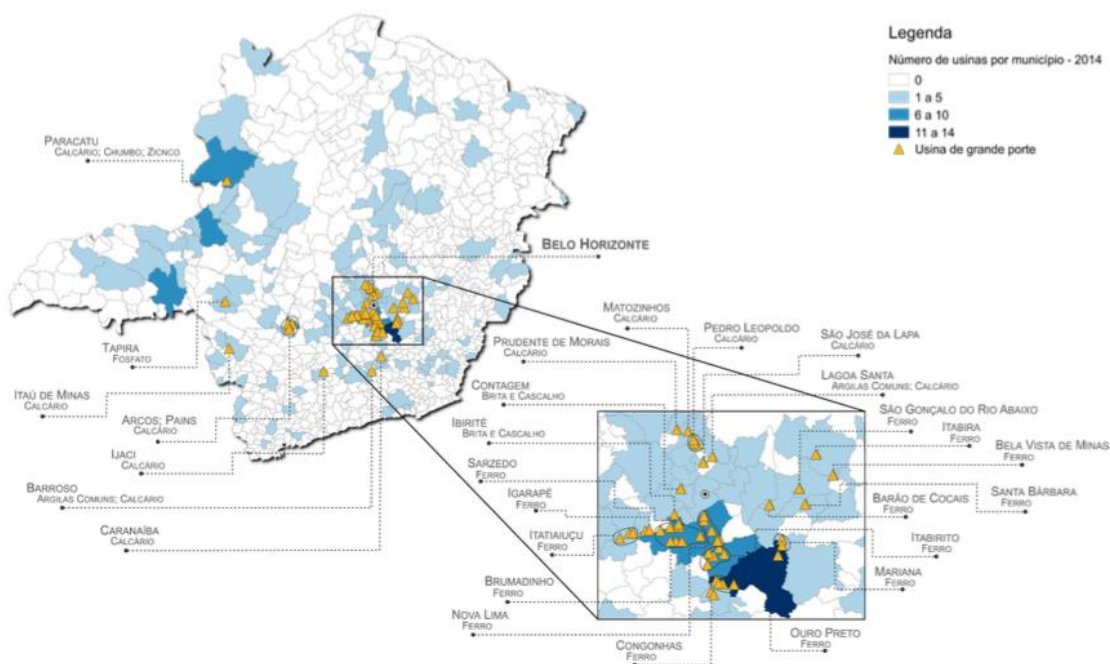 Legenda
Número de usinas por município - 2014
0
1 a 5
6 a 10
11 a 14
Usina de grande porte
PARACATU
CALCÁRIO; CHUMBO; ZICNCO
BELO HORIZONTE
TAPIRA
FOSFATO
ITAÚ DE MINAS
CALCÁRIO
ARCOS; PAINS
CALCÁRIO
IJACI
CALCÁRIO
BARROSO
ARGILAS COMUNS; CALCÁRIO
CARANAÍBA
CALCÁRIO
MATOZINHOS
CALCÁRIO
PEDRO LEOPOLDO
CALCÁRIO
SÃO JOSÉ DA LAPA
CALCÁRIO
PRUDENTE DE MORAIS
CALCÁRIO
LAGOA SANTA
ARGILAS COMUNS; CALCÁRIO
CONTAGEM
BRITA E CASCALHO
SÃO GONÇALO DO RIO ABAIXO
FERRO
IBIRITÉ
BRITA E CASCALHO
ITABIRA
FERRO
BELA VISTA DE MINAS
FERRO
SARZEDO
FERRO
IGARAPÉ
FERRO
BARÃO DE COCAIS
FERRO
SANTA BÁRBARA
FERRO
ITATIAIUÇU
FERRO
ITABIRITO
FERRO
BRUMADINHO
FERRO
MARIANA
FERRO
NOVA LIMA
FERRO
CONGONHAS
FERRO
OURO PRETO
FERRO